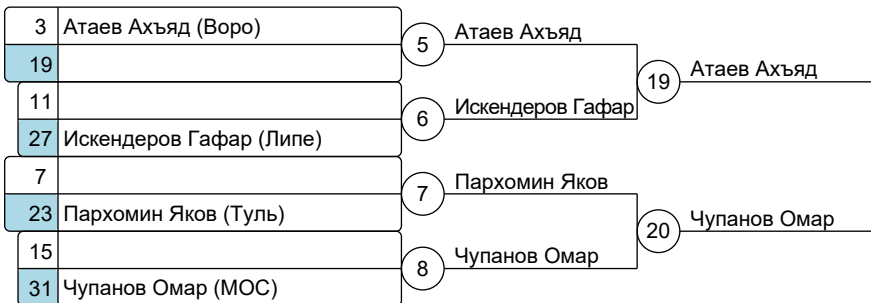 3 Атаев Ахъяд (Воро)
19
5 Атаев Ахъяд
11
27 Искендеров Гафар (Липе)
6 Искендеров Гафар
19 Атаев Ахъяд
7
23 Пархомин Яков (Туль)
7 Пархомин Яков
15
31 Чупанов Омар (МОС)
8 Чупанов Омар
20 Чупанов Омар